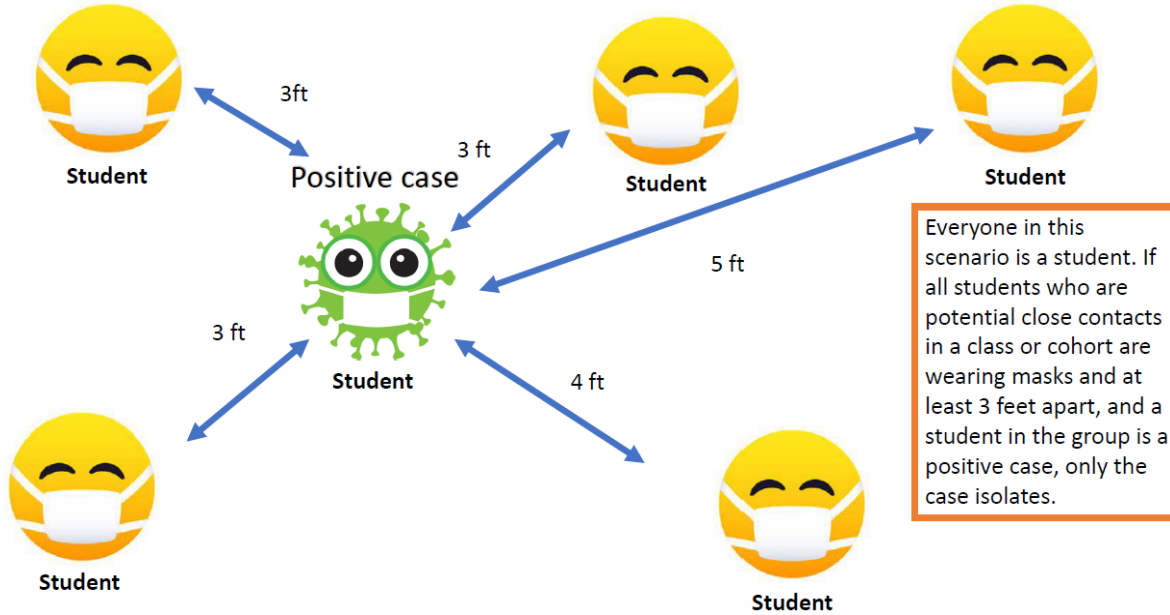 3ft
Student
3 ft
Student
Student
Positive case
Student
5 ft
3 ft
4 ft
Student
Student
Everyone in this
scenario is a student. If
all students who are
potential close contacts
in a class or cohort are
wearing masks and at
least 3 feet apart, and a
student in the group is a
positive case, only the
case isolates.